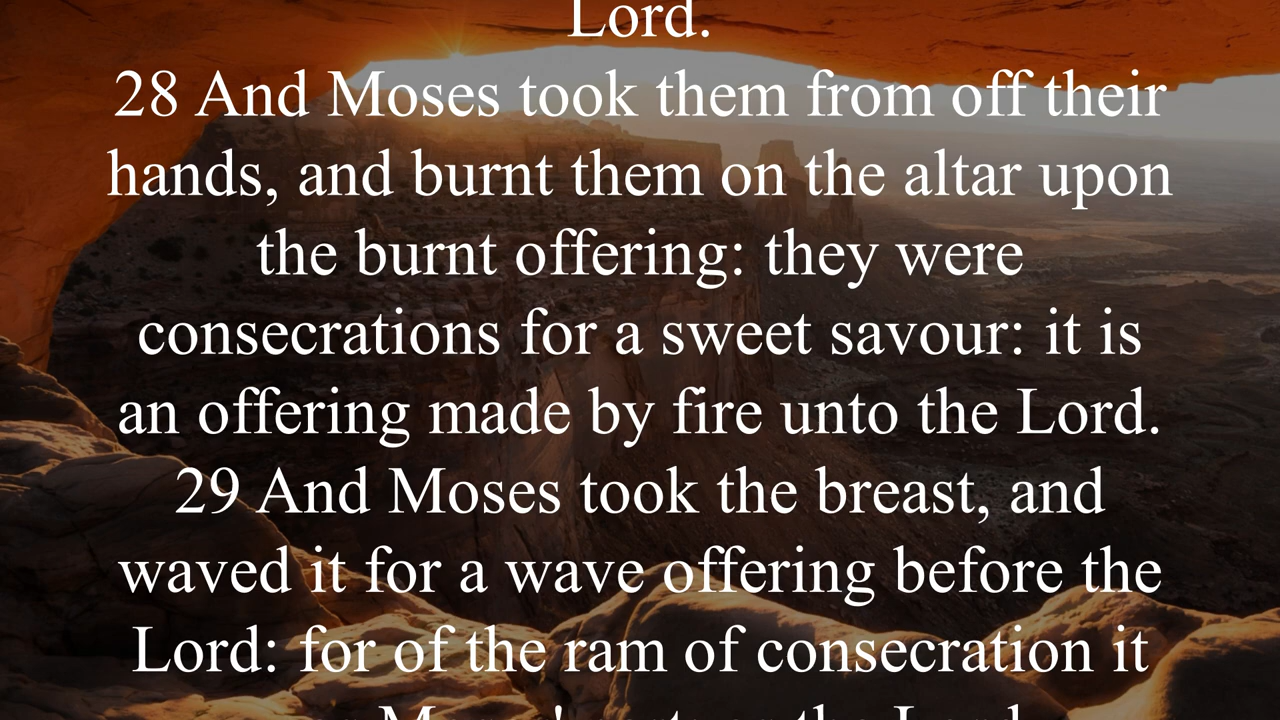 Lord.
28 And Moses took them from off their
hands, and burnt them on the altar upon
the burnt offering: they were
consecrations for a sweet savour: it is
an offering made by fire unto the Lord.
29 And Moses took the breast, and
waved it for a wave offering before the
Lord: for of the ram of consecration it